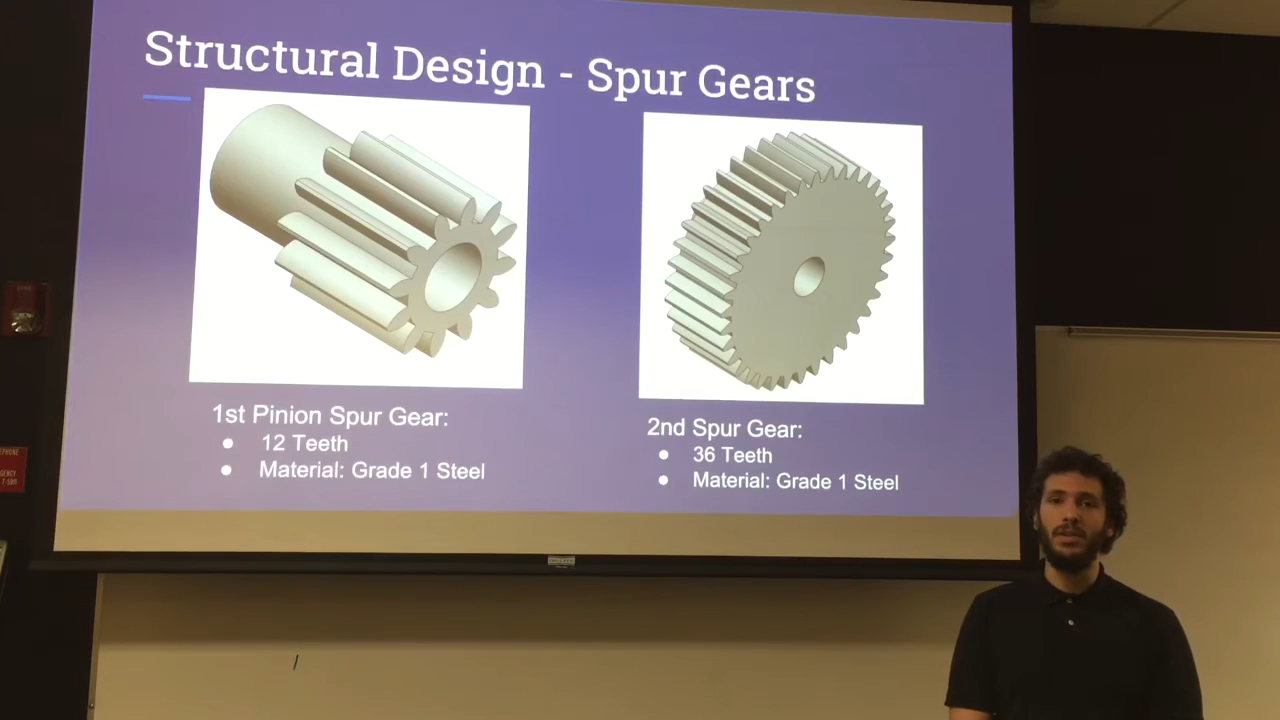 Structural Design - Spur Gears
1st Pinion Spur Gear:
● 12 Teeth
● Material: Grade 1 Steel
2nd Spur Gear:
● 36 Teeth
● Material: Grade 1 Steel